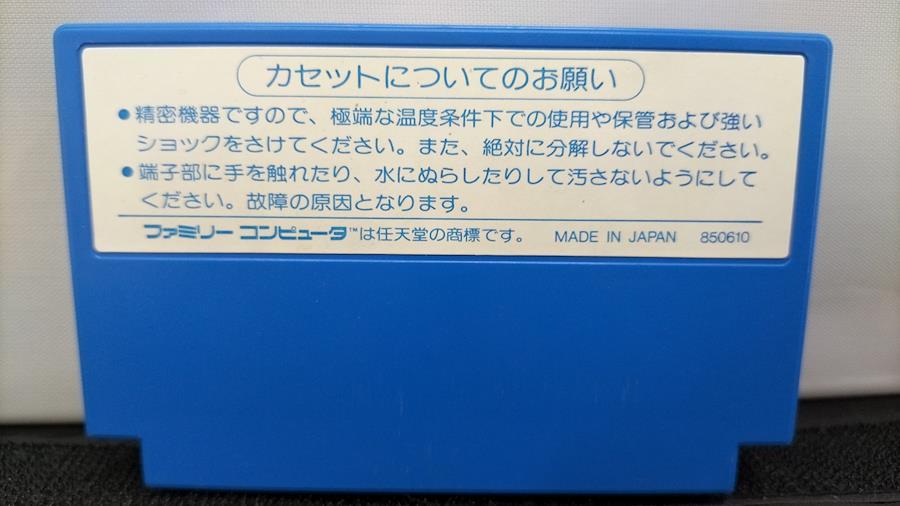 カセットについてのお願い
●精密機器ですので、極端な温度条件下での使用や保管および強い
ショックをさけてください。また、絶対に分解しないでください。
●端子部に手を触れたり、水にぬらしたりして汚さないようにして
ください。故障の原因となります。
ファミリー コンピュータ™は任天堂の商標です。 MADE IN JAPAN 850610